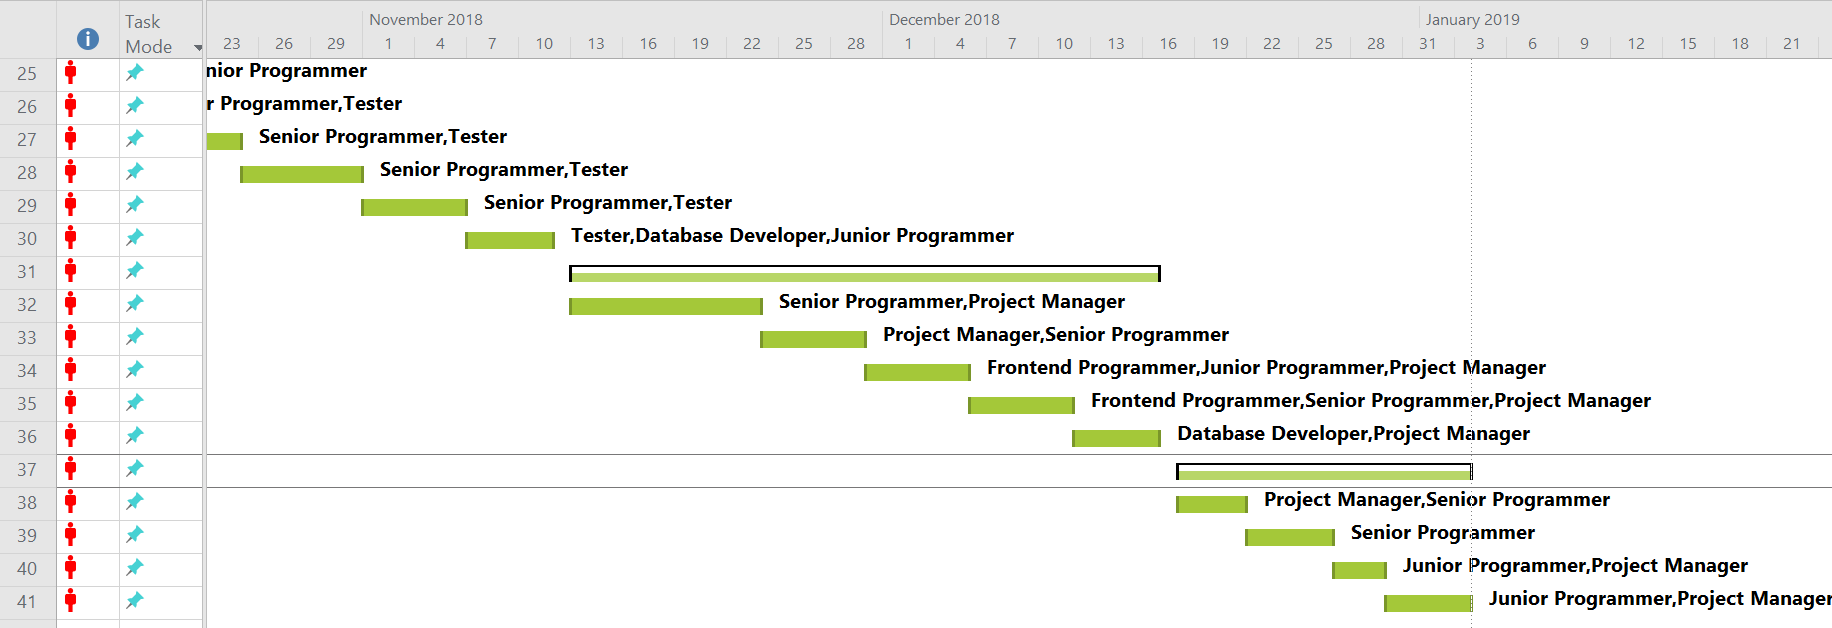 Task
Mode
November 2018 December 2018 January 2019
23 26 29 1 4 7 10 13 16 19 22 25 28 1 4 7 10 13 16 19 22 25 28 31 3 6 9 12 15 18 21
25 nior Programmer
26 r Programmer,Tester
27 Senior Programmer,Tester
28 Senior Programmer,Tester
29 Senior Programmer,Tester
30 Tester,Database Developer,Junior Programmer
31
32 Senior Programmer,Project Manager
33 Project Manager,Senior Programmer
34 Frontend Programmer,Junior Programmer,Project Manager
35 Frontend Programmer,Senior Programmer,Project Manager
36 Database Developer,Project Manager
37
38 Project Manager,Senior Programmer
39 Senior Programmer
40 Junior Programmer,Project Manager
41 Junior Programmer,Project Manager